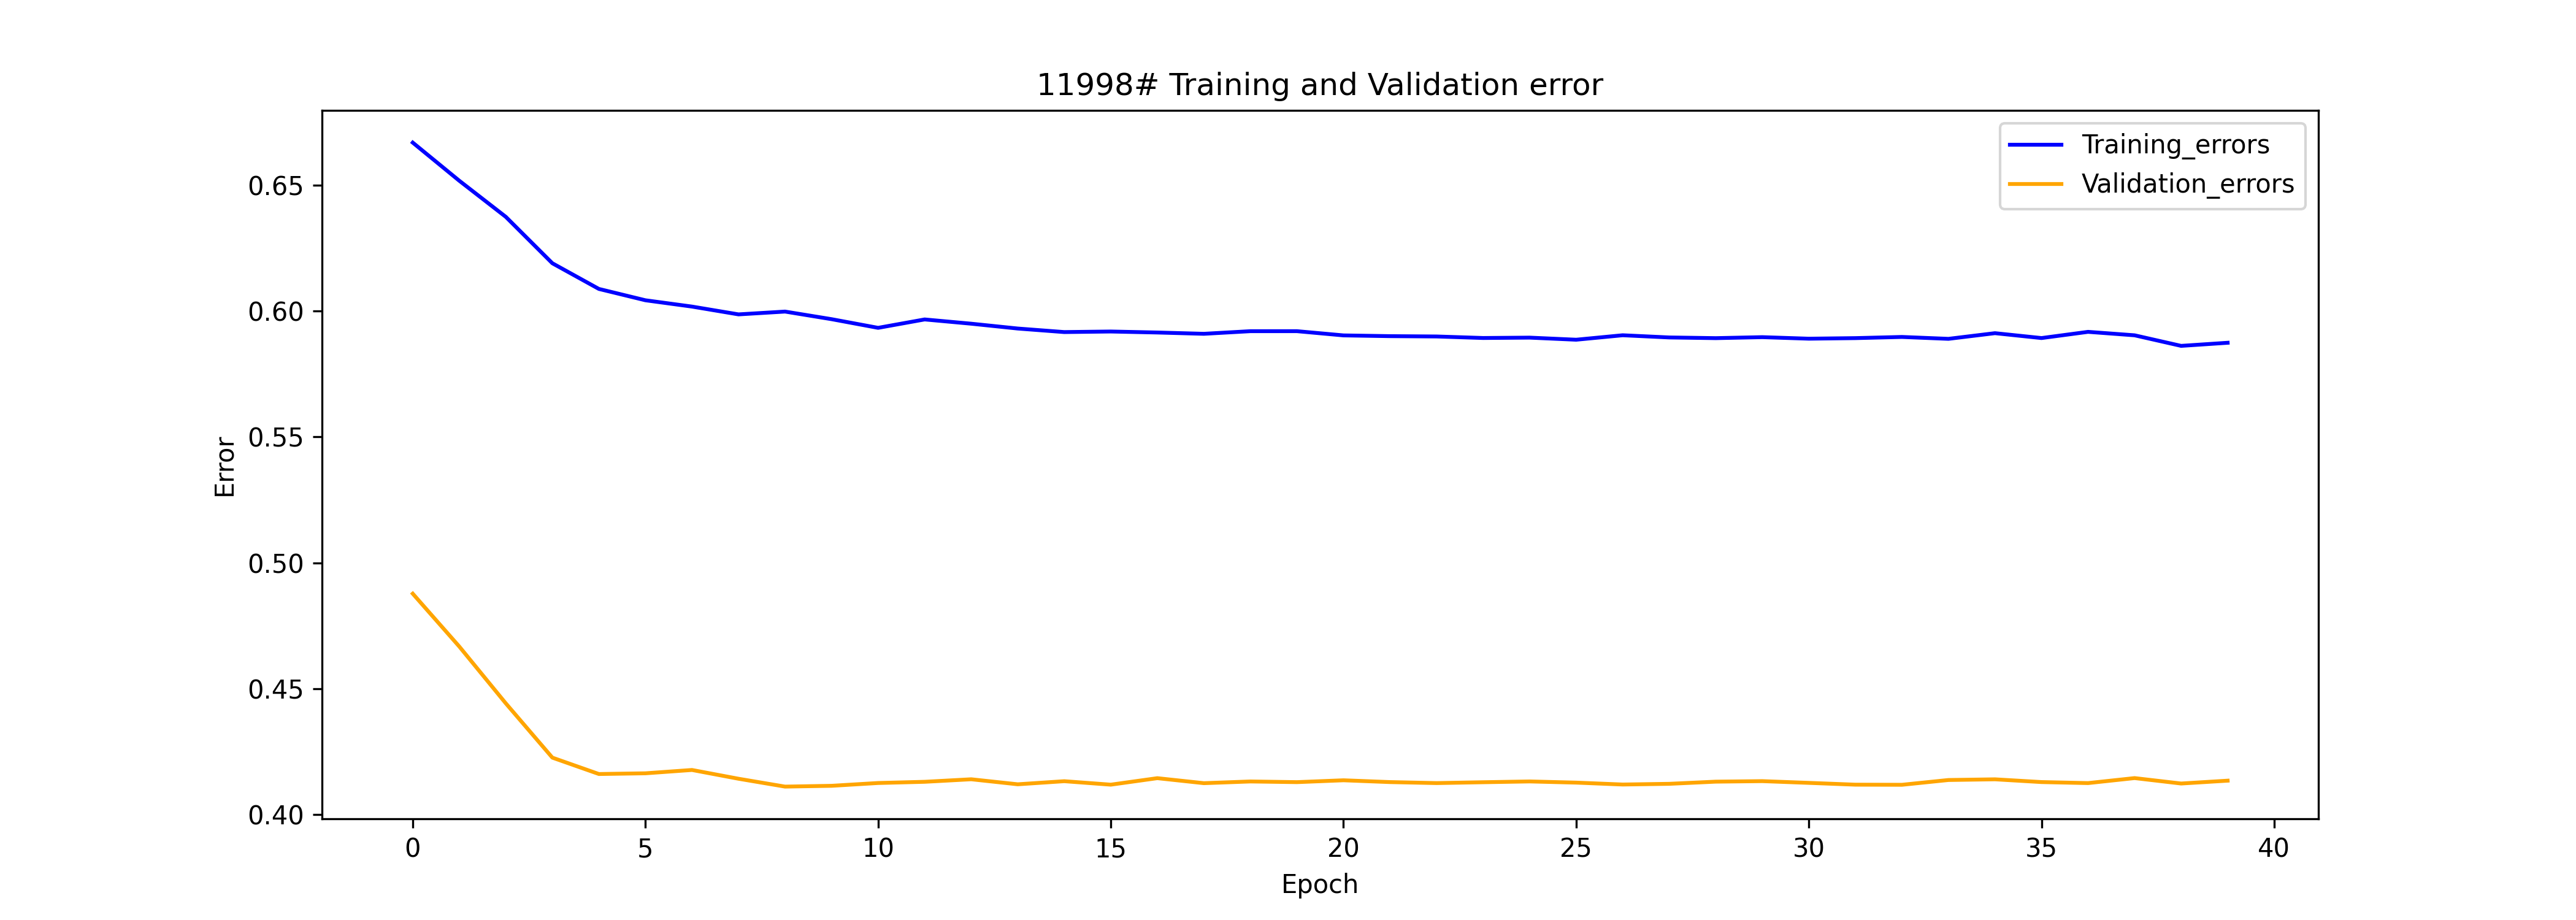 11998# Training and Validation error
Training_errors
Validation_errors
0.65
0.60
0.55
0.50
0.45
0.40
Error
0 5 10 15 20 25 30 35 40
Epoch